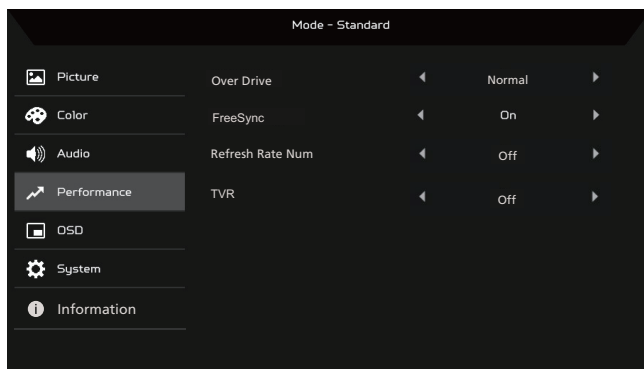 Mode - Standard
Picture
Over Drive Normal
Color
FreeSync On
Audio
Refresh Rate Num Off
Performance
TVR Off
OSD
System
Information